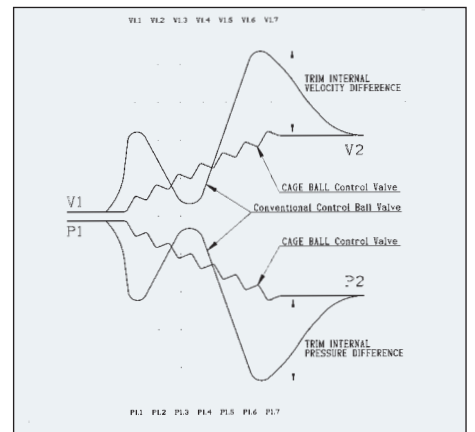 V1.1 V1.2 V1.3 V1.4 V1.5 V1.6 V1.7
TRIM INTERNAL
VELOCITY DIFFERENCE
V2
CAGE BALL Control Valve
V1
Conventional Control Ball Valve
P1
CAGE BALL Control Valve
P2
TRIM INTERNAL
PRESSURE DIFFERENCE
P1.1 P1.2 P1.3 P1.4 P1.5 P1.6 P1.7